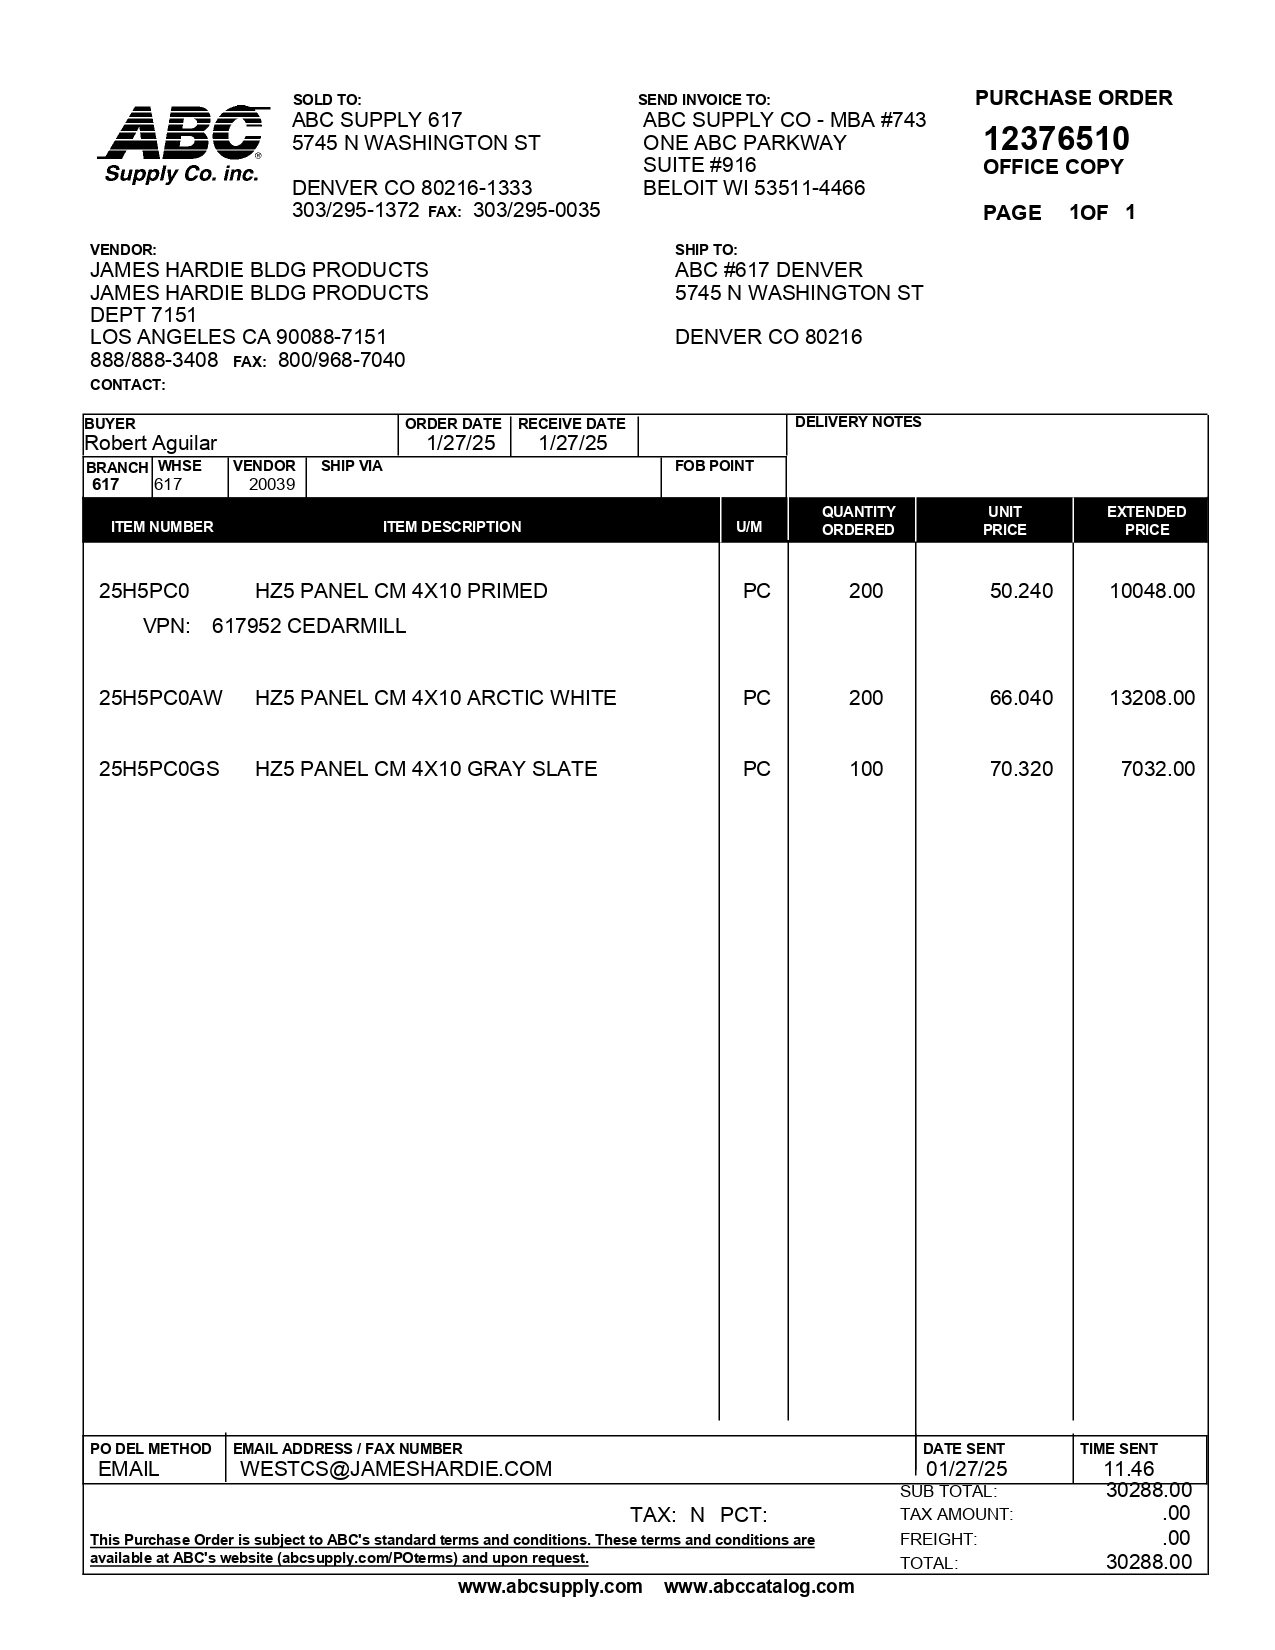 ABC
Supply Co. inc.
SOLD TO:
ABC SUPPLY 617
5745 N WASHINGTON ST
DENVER CO 80216-1333
303/295-1372 FAX: 303/295-0035
SEND INVOICE TO:
ABC SUPPLY CO - MBA #743
ONE ABC PARKWAY
SUITE #916
BELOIT WI 53511-4466
PURCHASE ORDER
12376510
OFFICE COPY
PAGE 1OF 1
VENDOR:
JAMES HARDIE BLDG PRODUCTS
JAMES HARDIE BLDG PRODUCTS
DEPT 7151
LOS ANGELES CA 90088-7151
888/888-3408 FAX: 800/968-7040
CONTACT:
SHIP TO:
ABC #617 DENVER
5745 N WASHINGTON ST
DENVER CO 80216
BUYER ORDER DATE RECEIVE DATE DELIVERY NOTES
Robert Aguilar 1/27/25 1/27/25
BRANCH WHSE VENDOR SHIP VIA FOB POINT
617 617 20039
ITEM NUMBER ITEM DESCRIPTION U/M QUANTITY ORDERED UNIT PRICE EXTENDED PRICE
25H5PC0 HZ5 PANEL CM 4X10 PRIMED PC 200 50.240 10048.00
VPN: 617952 CEDARMILL
25H5PC0AW HZ5 PANEL CM 4X10 ARCTIC WHITE PC 200 66.040 13208.00
25H5PC0GS HZ5 PANEL CM 4X10 GRAY SLATE PC 100 70.320 7032.00
PO DEL METHOD EMAIL ADDRESS / FAX NUMBER DATE SENT TIME SENT
EMAIL WESTCS@JAMESHARDIE.COM 01/27/25 11.46
SUB TOTAL: 30288.00
TAX: N PCT: TAX AMOUNT: .00
This Purchase Order is subject to ABC's standard terms and conditions. These terms and conditions are
available at ABC's website (abcsupply.com/POterms) and upon request.
FREIGHT: .00
TOTAL: 30288.00
www.abcsupply.com www.abccatalog.com